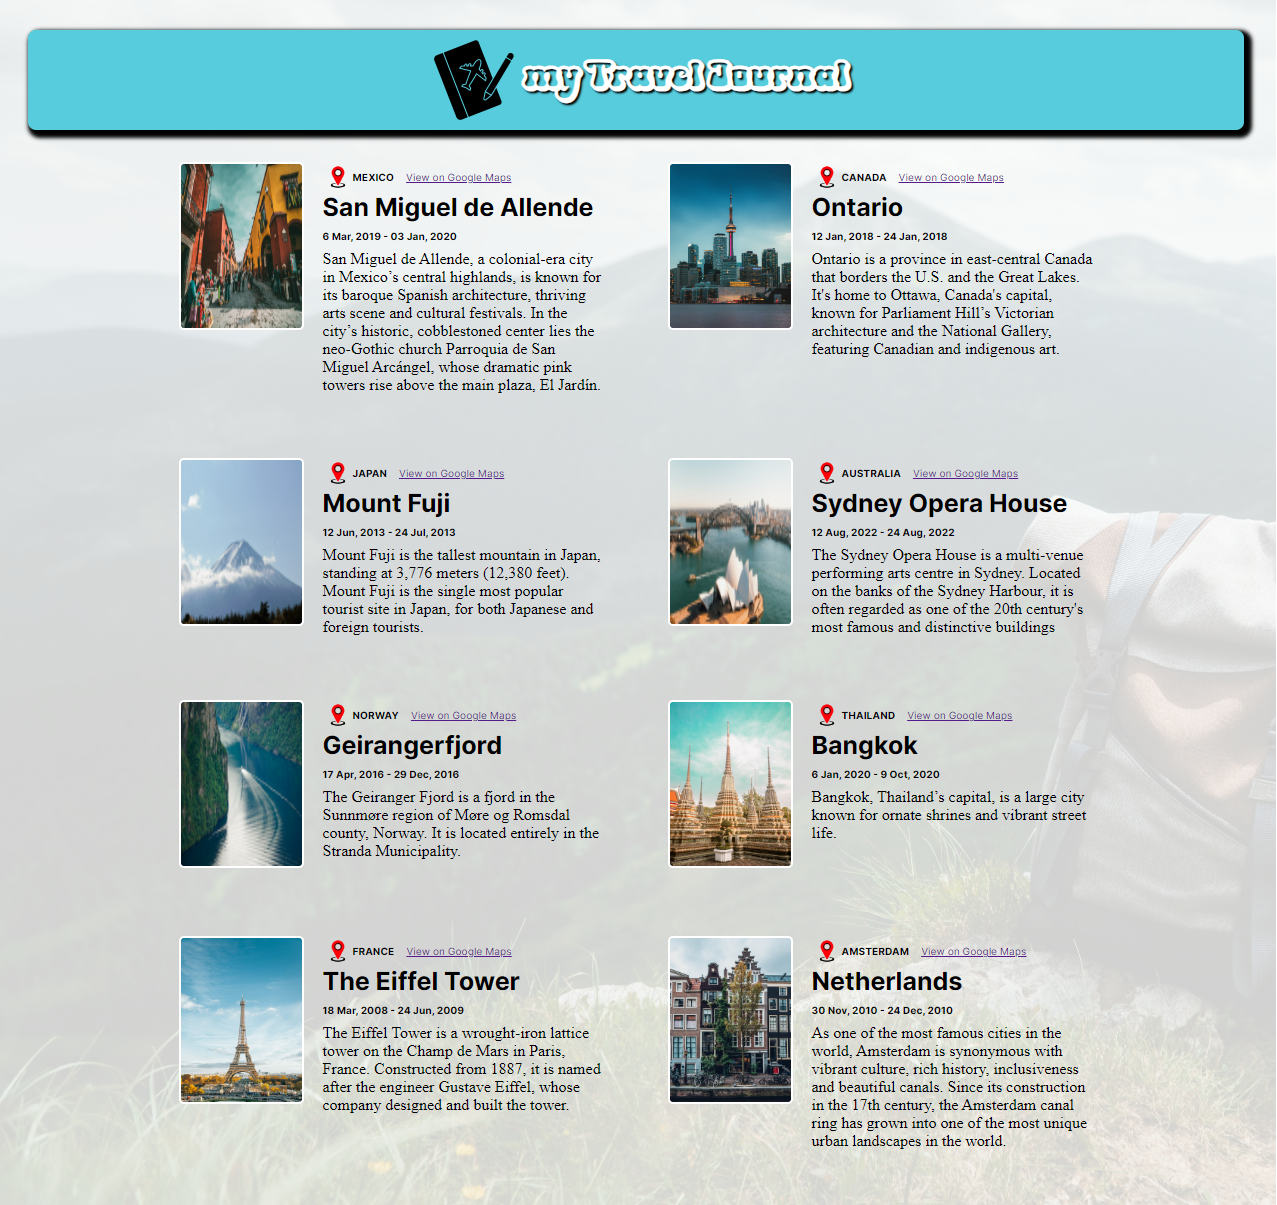 my Travel Journal
MEXICO View on Google Maps
San Miguel de Allende
6 Mar, 2019 - 03 Jan, 2020
San Miguel de Allende, a colonial-era city
in Mexico’s central highlands, is known for
its baroque Spanish architecture, thriving
arts scene and cultural festivals. In the
city’s historic, cobblestoned center lies the
neo-Gothic church Parroquia de San
Miguel Arcángel, whose dramatic pink
towers rise above the main plaza, El Jardín.
CANADA View on Google Maps
Ontario
12 Jan, 2018 - 24 Jan, 2018
Ontario is a province in east-central Canada
that borders the U.S. and the Great Lakes.
It's home to Ottawa, Canada's capital,
known for Parliament Hill’s Victorian
architecture and the National Gallery,
featuring Canadian and indigenous art.
JAPAN View on Google Maps
Mount Fuji
12 Jun, 2013 - 24 Jul, 2013
Mount Fuji is the tallest mountain in Japan,
standing at 3,776 meters (12,380 feet).
Mount Fuji is the single most popular
tourist site in Japan, for both Japanese and
foreign tourists.
AUSTRALIA View on Google Maps
Sydney Opera House
12 Aug, 2022 - 24 Aug, 2022
The Sydney Opera House is a multi-venue
performing arts centre in Sydney. Located
on the banks of the Sydney Harbour, it is
often regarded as one of the 20th century's
most famous and distinctive buildings
NORWAY View on Google Maps
Geirangerfjord
17 Apr, 2016 - 29 Dec, 2016
The Geiranger Fjord is a fjord in the
Sunnmøre region of Møre og Romsdal
county, Norway. It is located entirely in the
Stranda Municipality.
THAILAND View on Google Maps
Bangkok
6 Jan, 2020 - 9 Oct, 2020
Bangkok, Thailand’s capital, is a large city
known for ornate shrines and vibrant street
life.
FRANCE View on Google Maps
The Eiffel Tower
18 Mar, 2008 - 24 Jun, 2009
The Eiffel Tower is a wrought-iron lattice
tower on the Champ de Mars in Paris,
France. Constructed from 1887, it is named
after the engineer Gustave Eiffel, whose
company designed and built the tower.
AMSTERDAM View on Google Maps
Netherlands
30 Nov, 2010 - 24 Dec, 2010
As one of the most famous cities in the
world, Amsterdam is synonymous with
vibrant culture, rich history, inclusiveness
and beautiful canals. Since its construction
in the 17th century, the Amsterdam canal
ring has grown into one of the most unique
urban landscapes in the world.